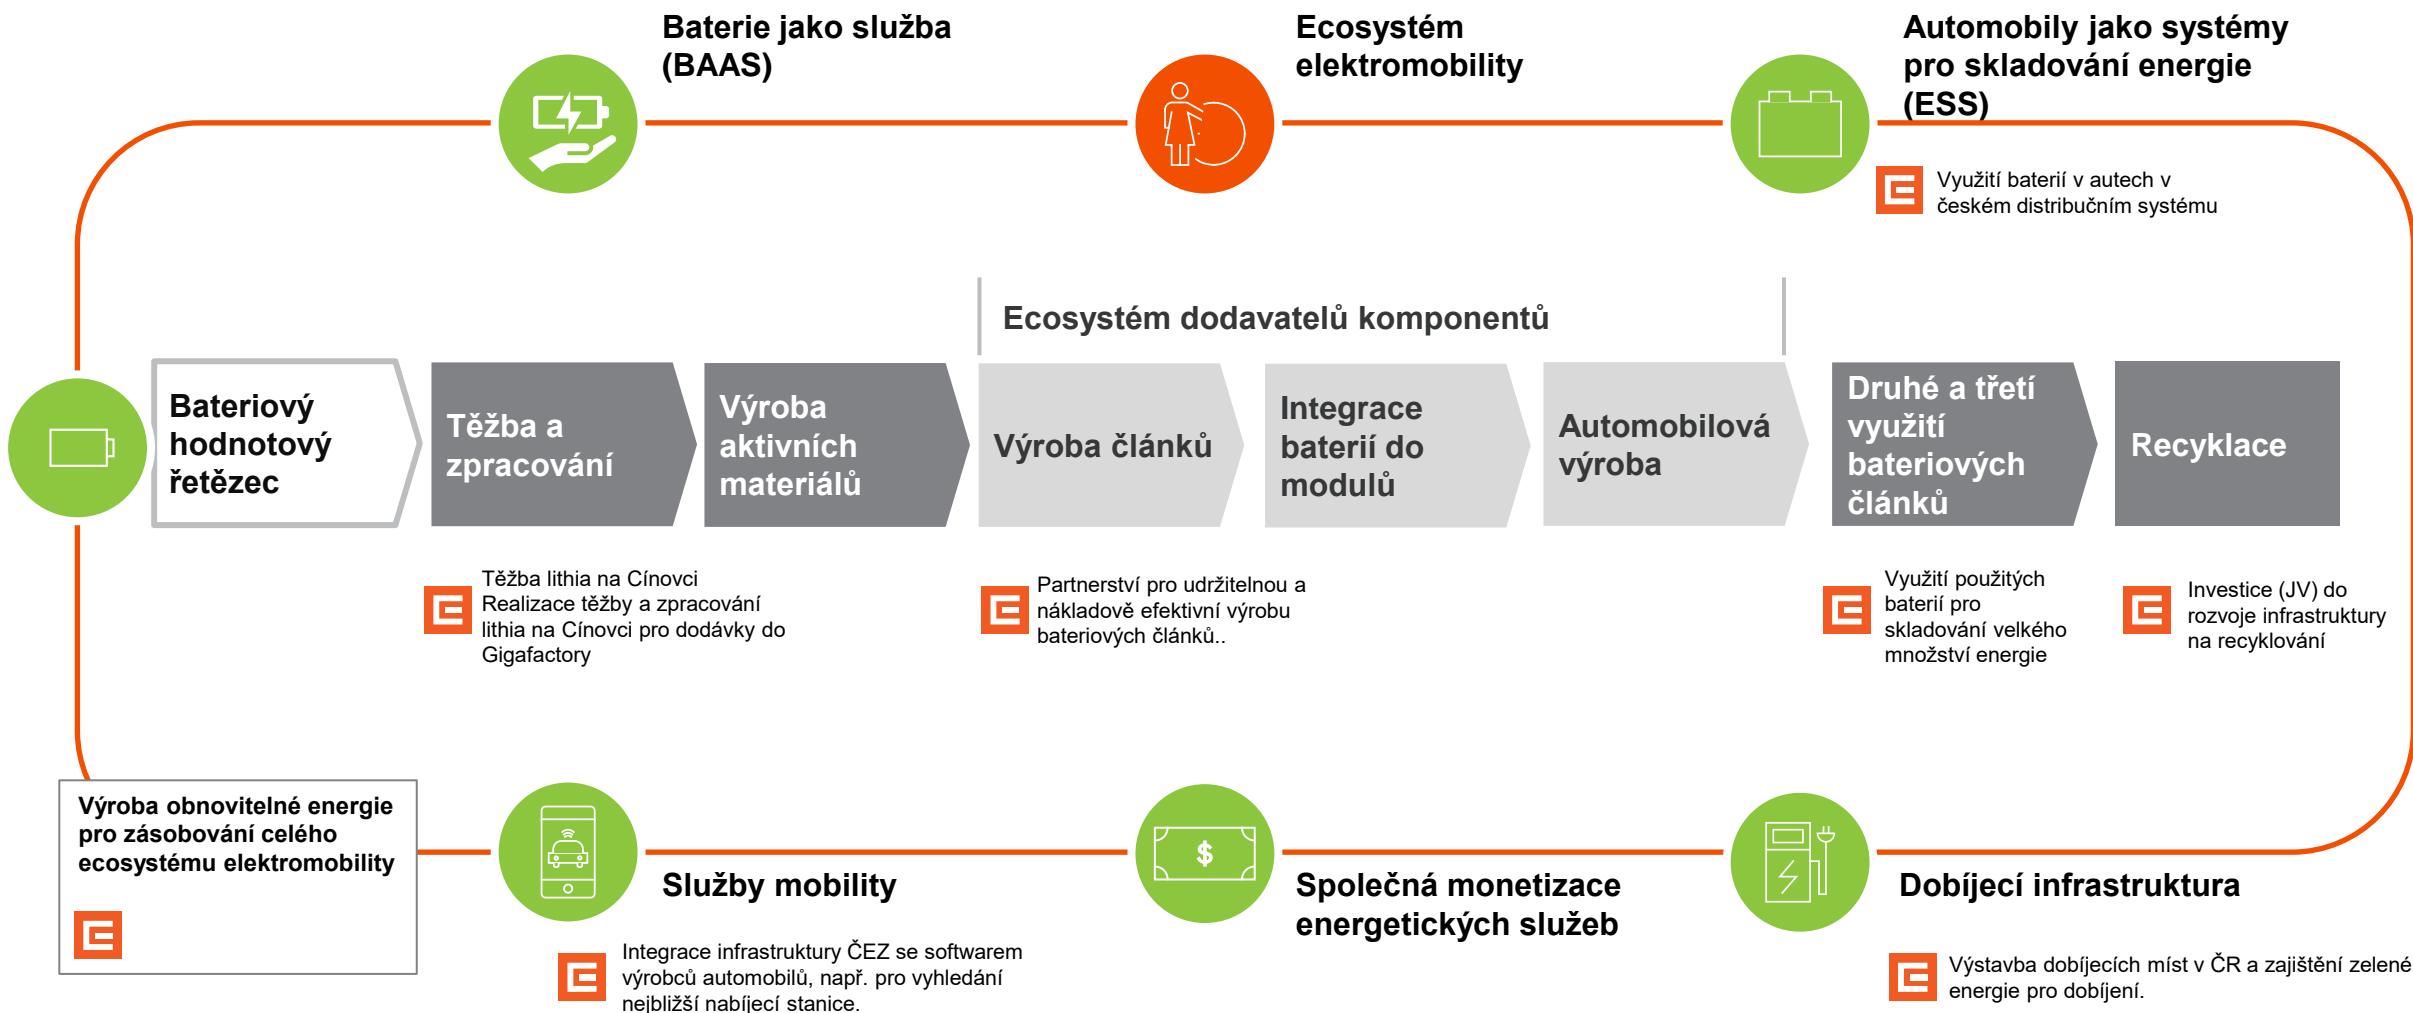 Baterie jako služba
(BAAS)
Ecosystém
elektromobility
Automobily jako systémy
pro skladování energie
(ESS)
Využití baterií v autech v
českém distribučním systému
Ecosystém dodavatelů komponentů
Bateriový
hodnotový
řetězec
Těžba a
zpracování
Výroba
aktivních
materiálů
Výroba článků
Integrace
baterií do
modulů
Automobilová
výroba
Druhé a třetí
využití
bateriových
článků
Recyklace
Těžba lithia na Cínovci
Realizace těžby a zpracování
lithia na Cínovci pro dodávky do
Gigafactory
Partnerství pro udržitelnou a
nákladově efektivní výrobu
bateriových článků..
Využití použitých
baterií pro
skladování velkého
množství energie
Investice (JV) do
rozvoje infrastruktury
na recyklování
Výroba obnovitelné energie
pro zásobování celého
ecosystému elektromobility
Služby mobility
Integrace infrastruktury ČEZ se softwarem
výrobců automobilů, např. pro vyhledání
nejbližší nabíjecí stanice.
$
Společná monetizace
energetických služeb
Dobíjecí infrastruktura
Výstavba dobíjecích míst v ČR a zajištění zelené
energie pro dobíjení.